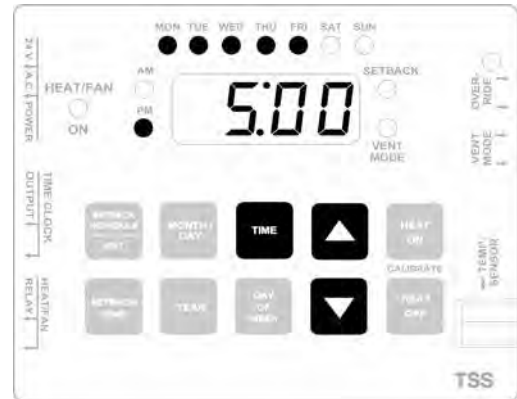 MON TUE WED THU FRI SAT SUN
24 V.
A.C.
POWER
HEAT/FAN
ON
AM
PM
5:00
SETBACK
VENT
MODE
OVER-
RIDE
VENT
MODE
TIME CLOCK
OUTPUT
HEAT/FAN
RELAY
SETBACK
SCHEDULE
MONTH/
DAY
TIME
HEAT
ON
CALIBRATE
YEAR
DAY
OF
WEEK
HEAT
OFF
TEMP.
SENSOR
TSS